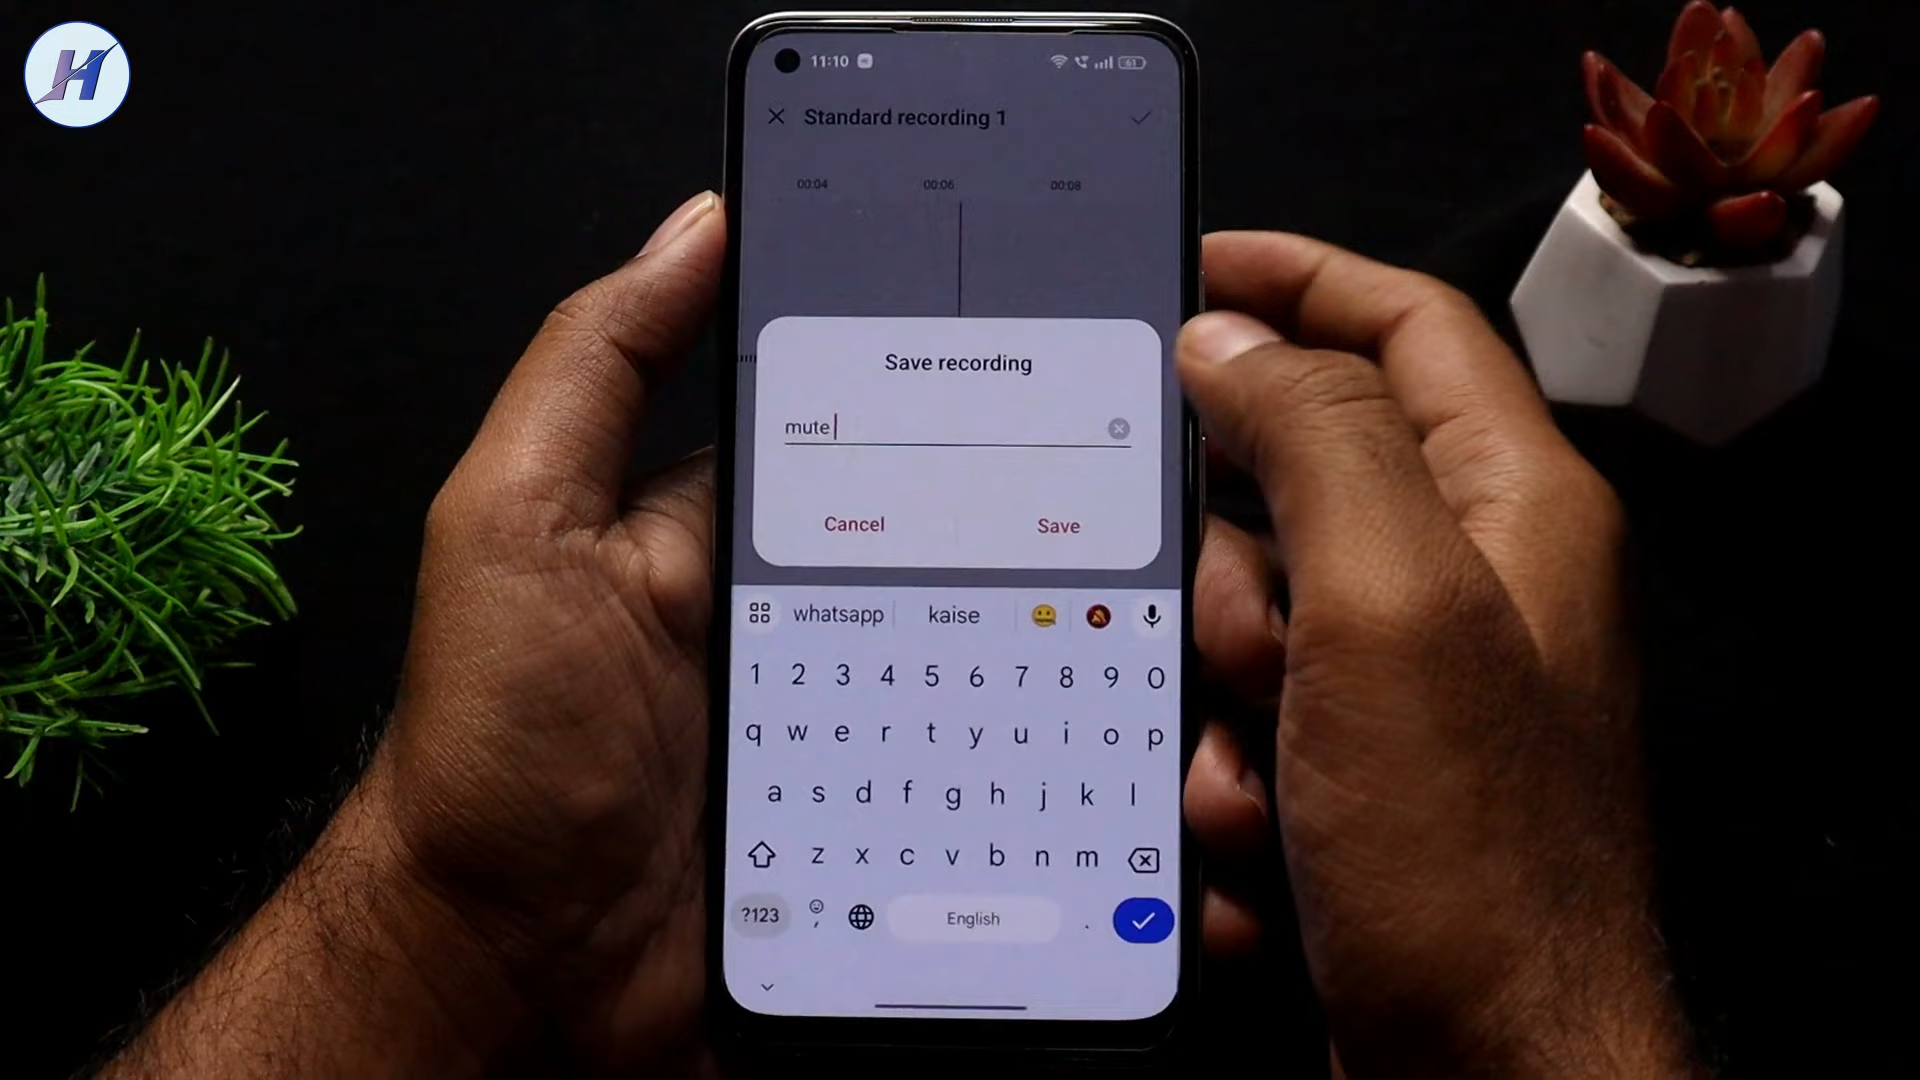 H
11:10
61
Standard recording 1
00:04 00:06 00:08
Save recording
mute
Cancel Save
whatsapp kaise
1 2 3 4 5 6 7 8 9 0
q w e r t y u i o p
a s d f g h j k l
z x c v b n m
?123 , English .